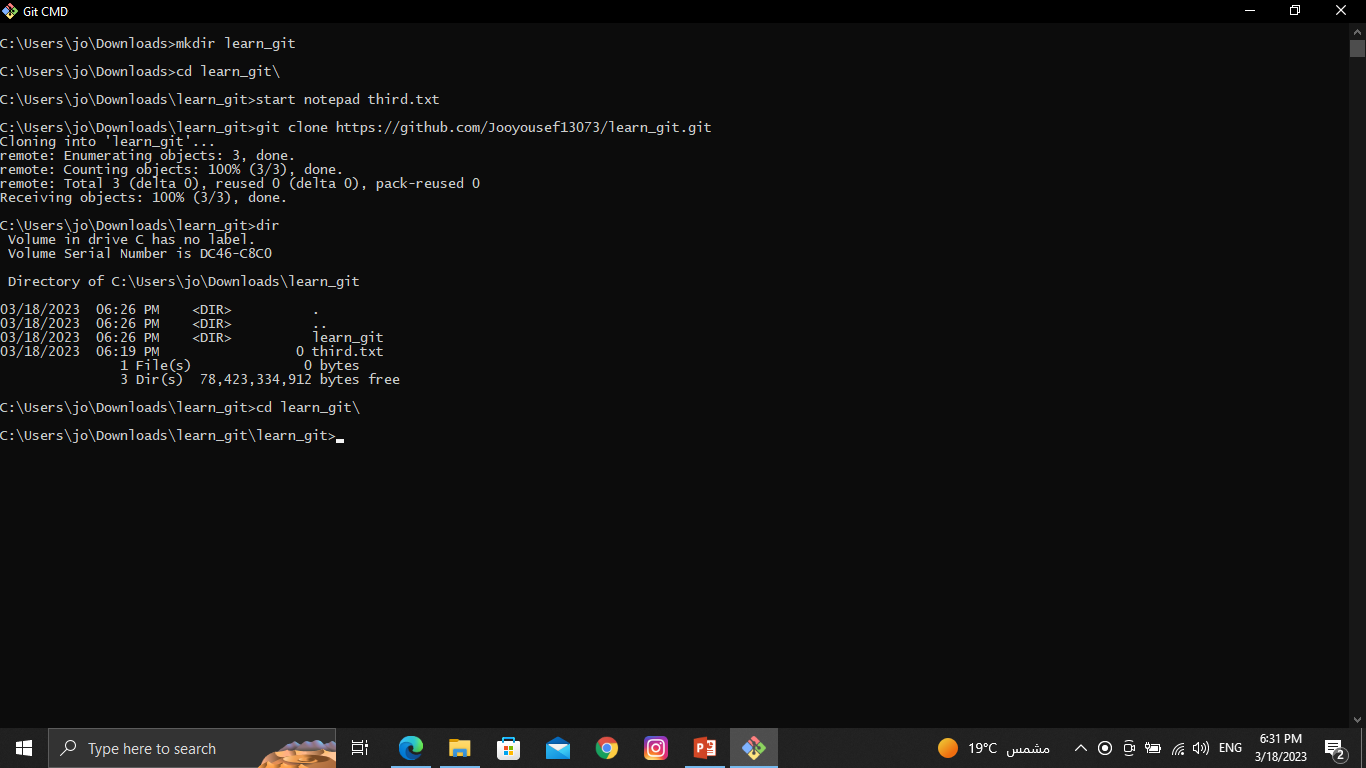 Git CMD
C:\Users\jo\Downloads>mkdir learn_git
C:\Users\jo\Downloads>cd learn_git\
C:\Users\jo\Downloads\learn_git>start notepad third.txt
C:\Users\jo\Downloads\learn_git>git clone https://github.com/Jooyousef13073/learn_git.git
Cloning into 'learn_git'...
remote: Enumerating objects: 3, done.
remote: Counting objects: 100% (3/3), done.
remote: Total 3 (delta 0), reused 0 (delta 0), pack-reused 0
Receiving objects: 100% (3/3), done.
C:\Users\jo\Downloads\learn_git>dir
 Volume in drive C has no label.
 Volume Serial Number is DC46-C8C0
 Directory of C:\Users\jo\Downloads\learn_git
03/18/2023  06:26 PM    <DIR>          .
03/18/2023  06:26 PM    <DIR>          ..
03/18/2023  06:26 PM    <DIR>          learn_git
03/18/2023  06:19 PM                 0 third.txt
               1 File(s)              0 bytes
               3 Dir(s)  78,423,334,912 bytes free
C:\Users\jo\Downloads\learn_git>cd learn_git\
C:\Users\jo\Downloads\learn_git\learn_git>
Type here to search
19°C مشمس
ENG
6:31 PM
3/18/2023
2